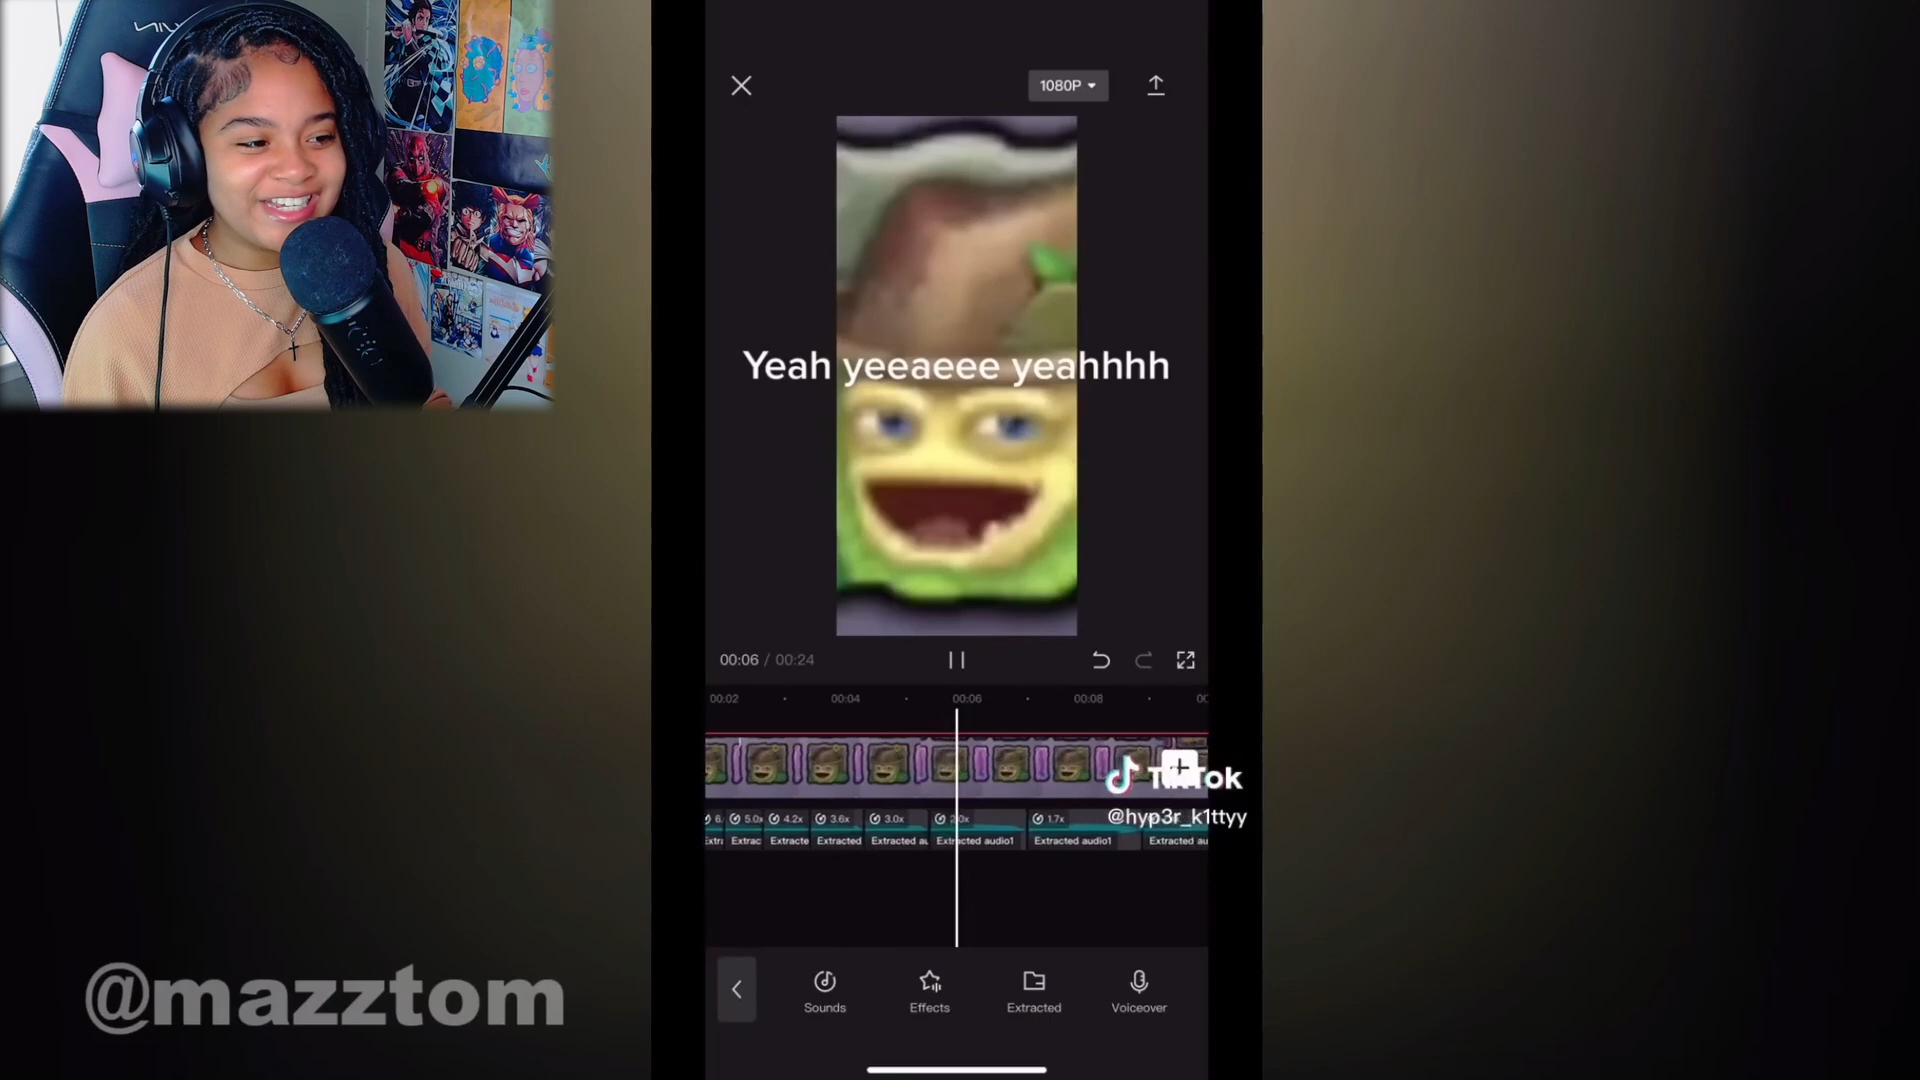 1080P
Yeah yeeaeee yeahhhh
00:06 / 00:24
00:02 00:04 00:06 00:08
TikTok
@hyp3r_k1ttyy
5.0x 4.2x 3.6x 3.0x 1.7x
Extracted Extracted audio1 Extracted audio1
@mazztom
Sounds Effects Extracted Voiceover